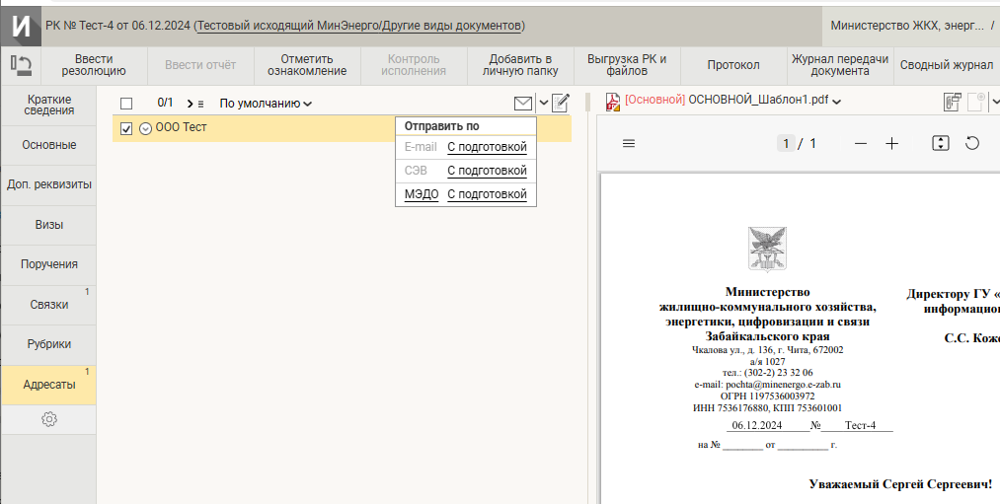 И
РК № Тест-4 от 06.12.2024 (Тестовый исходящий МинЭнерго/Другие виды документов)
Министерство ЖКХ, энерг... /
Ввести
резолюцию
Ввести отчёт
Отметить
ознакомление
Контроль
исполнения
Добавить в
личную папку
Выгрузка РК и
файлов
Протокол
Журнал передачи
документа
Сводный журнал
Краткие
сведения
Основные
Доп. реквизиты
Визы
Поручения
Связки 1
Рубрики
Адресаты 1
0/1
По умолчанию
ООО Тест
Отправить по
E-mail С подготовкой
СЭВ С подготовкой
МЭДО С подготовкой
[Основной] ОСНОВНОЙ_Шаблон1.pdf
1 / 1
Министерство
жилищно-коммунального хозяйства,
энергетики, цифровизации и связи
Забайкальского края
Чкалова ул., д. 136, г. Чита, 672002
а/я 1027
тел.: (302-2) 23 32 06
e-mail: pochta@minenergo.e-zab.ru
ОГРН 1197536003972
ИНН 7536176880, КПП 753601001
06.12.2024 № Тест-4
на № ________ от __________ г.
Директору ГУ «
информацион
С.С. Коже
Уважаемый Сергей Сергеевич!